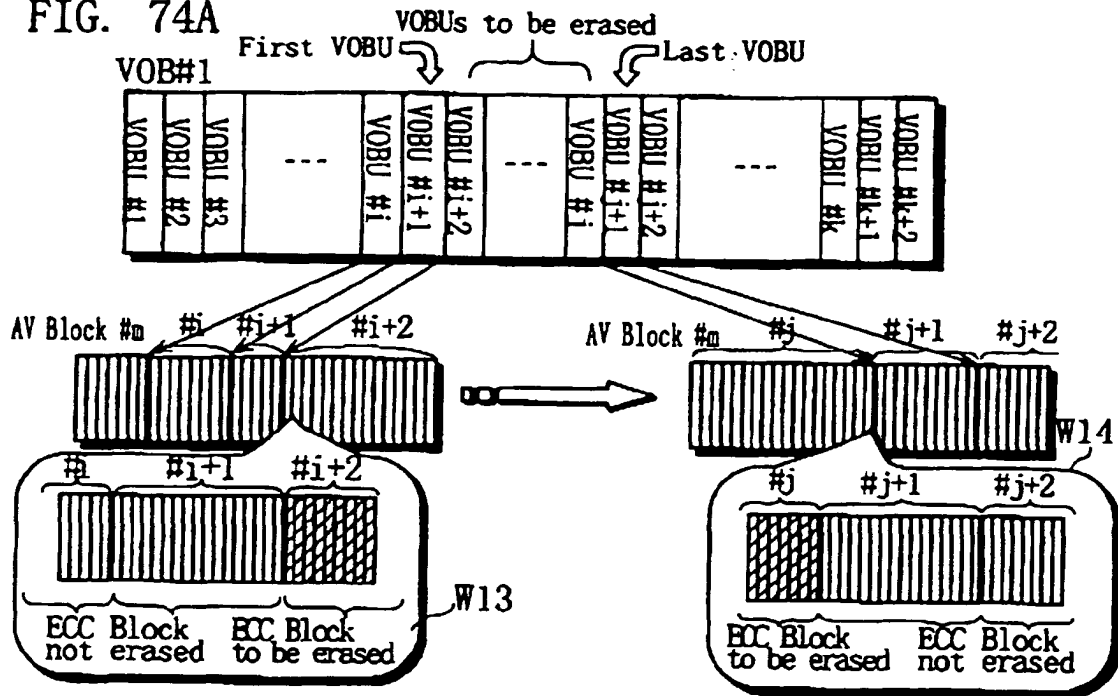 FIG. 74A
VOBUs to be erased
First VOBU
Last VOBU
VOB#1
VOBU #1
VOBU #2
VOBU #3
---
VOBU #i
VOBU #i+1
VOBU #i+2
---
VOBU #j
VOBU #j+1
VOBU #j+2
---
VOBU #k
VOBU #k+1
VOBU #k+2
AV Block #m
#i
#i+1
#i+2
AV Block #m
#j
#j+1
#j+2
W14
#i
#i+1
#i+2
#j
#j+1
#j+2
W13
ECC Block
not erased
ECC Block
to be erased
ECC Block
to be erased
ECC Block
not erased